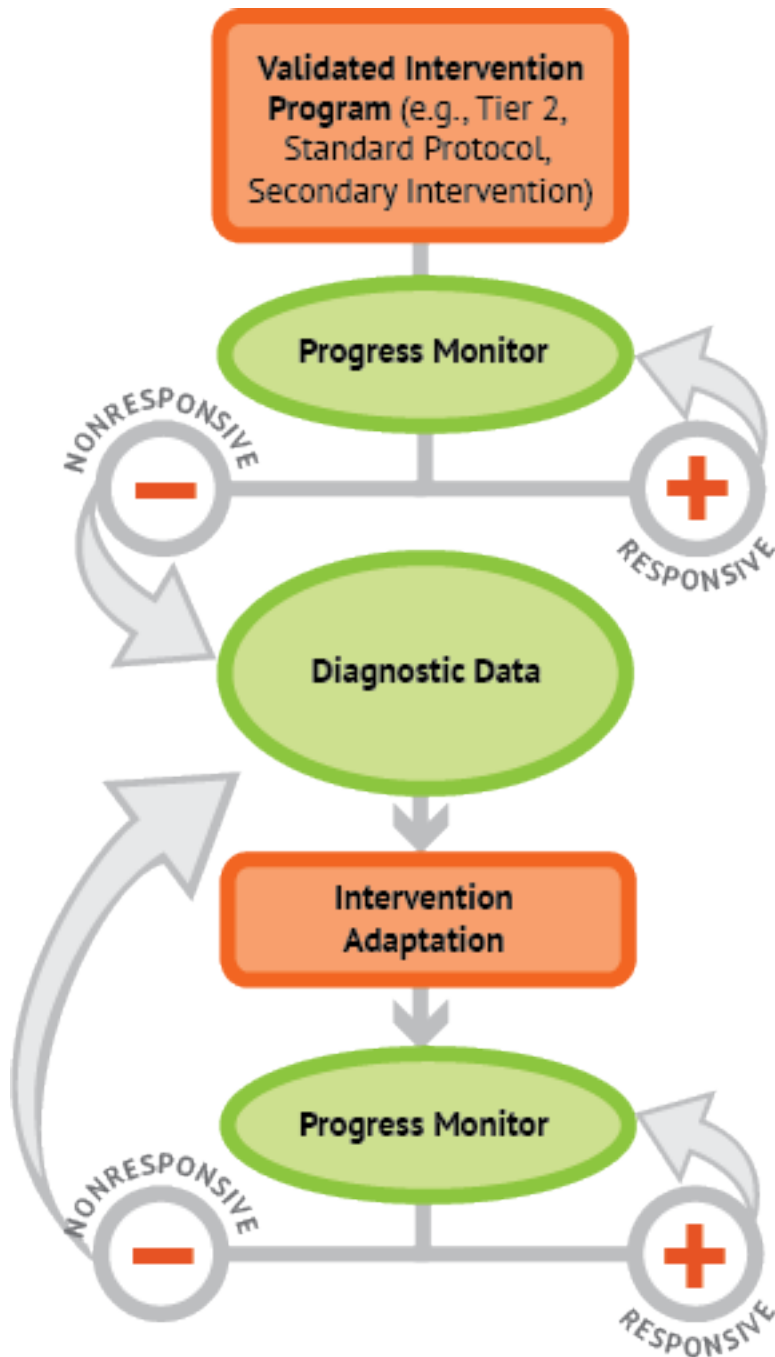 Validated Intervention
Program (e.g., Tier 2,
Standard Protocol,
Secondary Intervention)
Progress Monitor
NONRESPONSIVE
RESPONSIVE
Diagnostic Data
Intervention
Adaptation
Progress Monitor
NONRESPONSIVE
RESPONSIVE